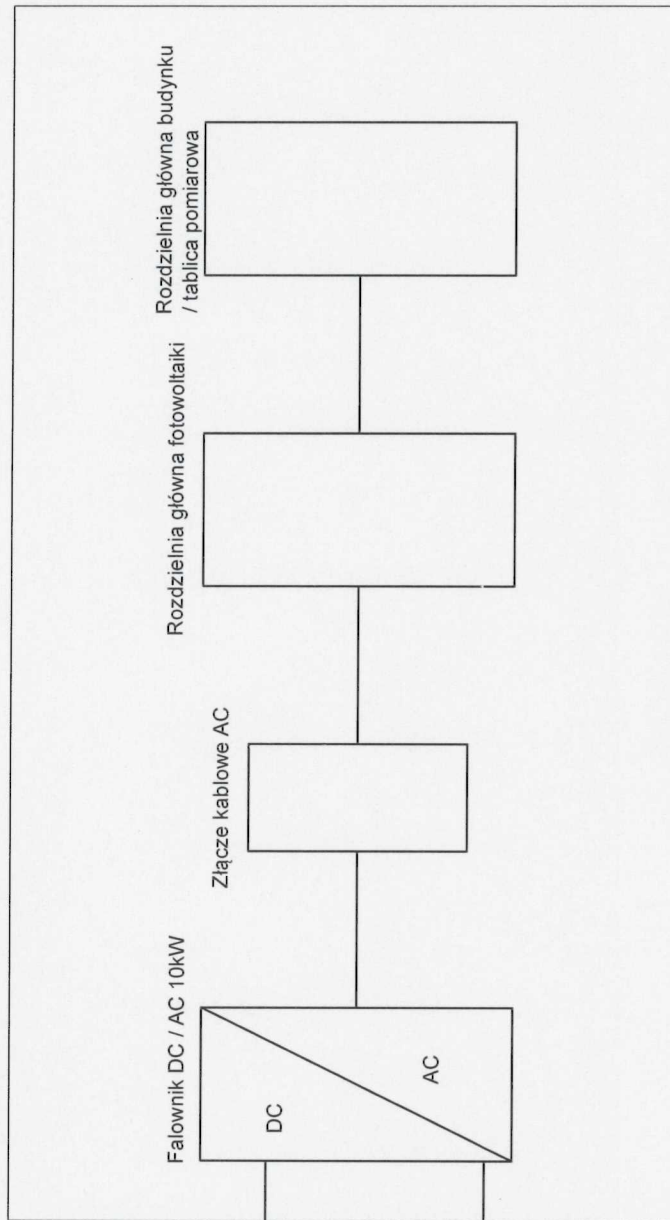 Falownik DC / AC 10kW
DC
AC
Złącze kablowe AC
Rozdzielnia główna fotowoltaiki
Rozdzielnia główna budynku
/ tablica pomiarowa